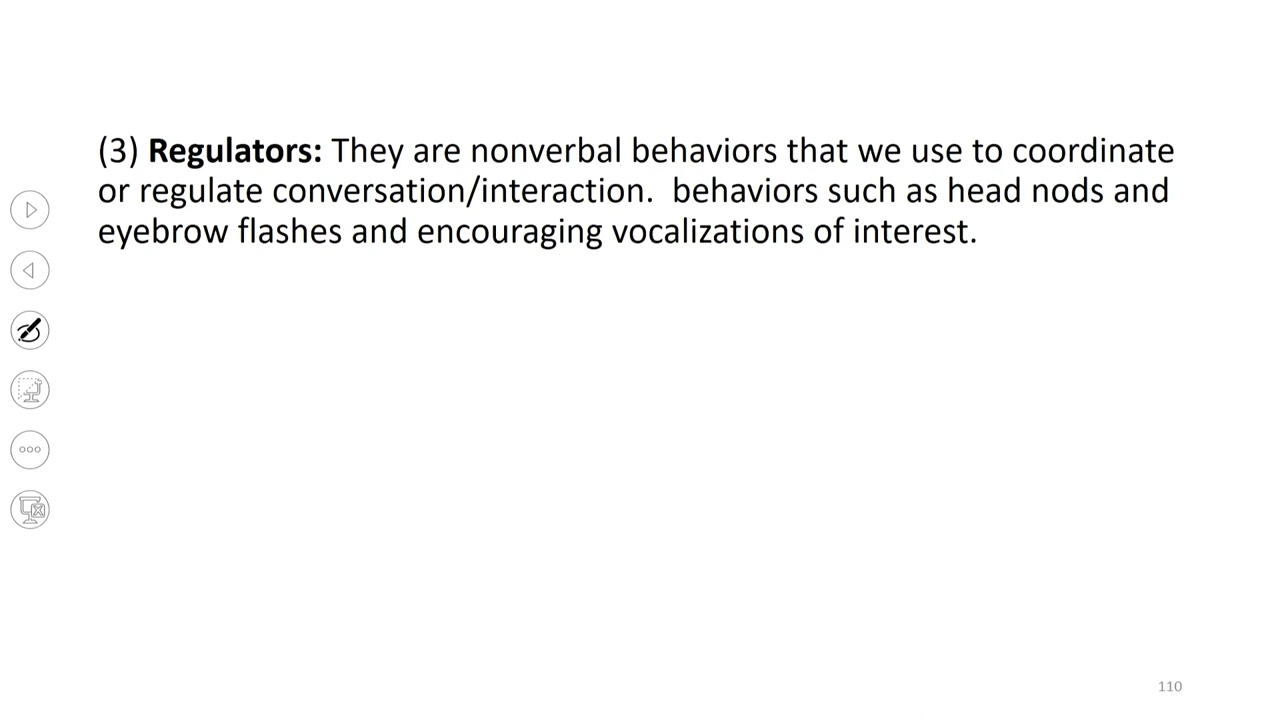 (3) Regulators: They are nonverbal behaviors that we use to coordinate
or regulate conversation/interaction.  behaviors such as head nods and
eyebrow flashes and encouraging vocalizations of interest.
110